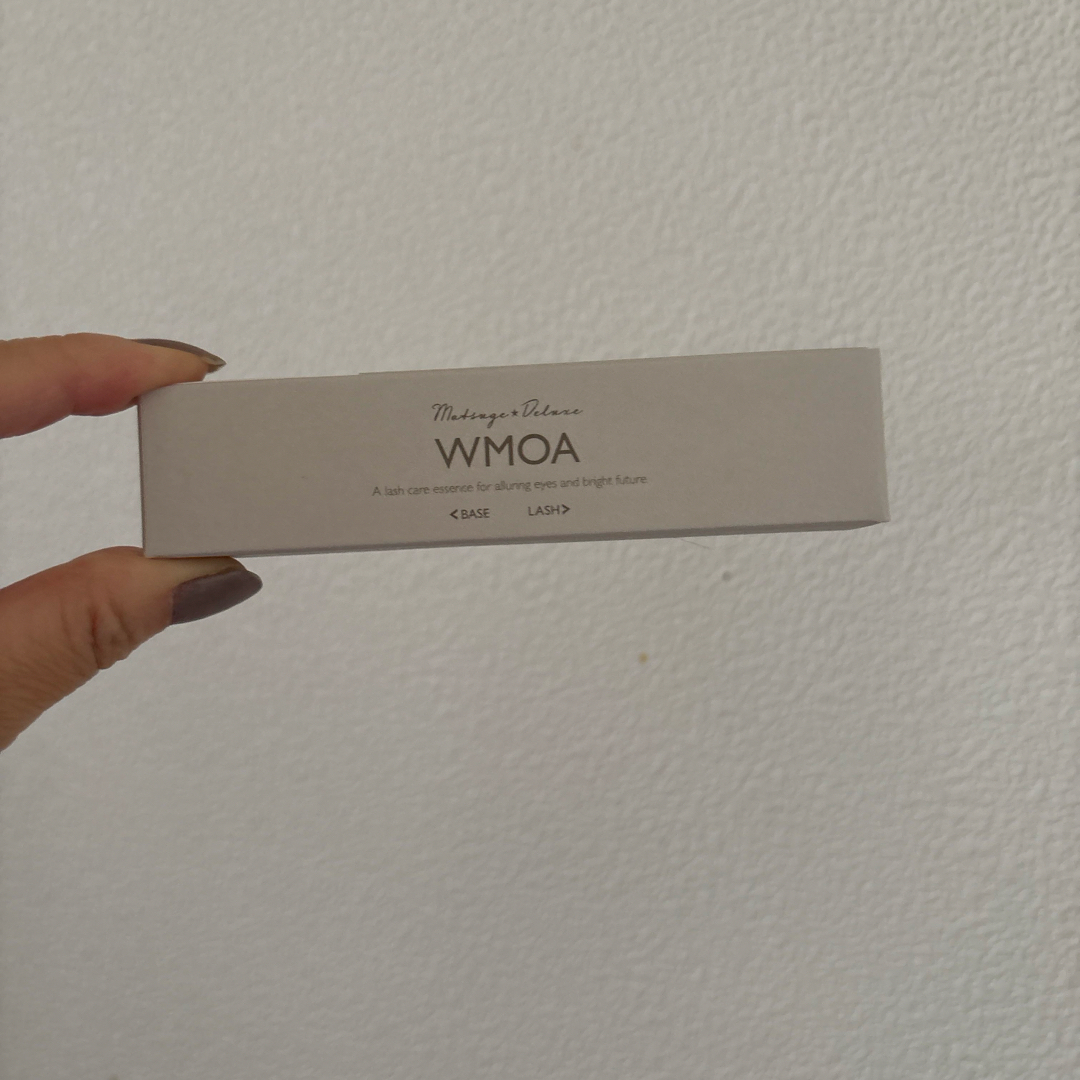 Matsuge★Deluxe
WMOA
A lash care essence for alluring eyes and bright future
<BASE LASH>